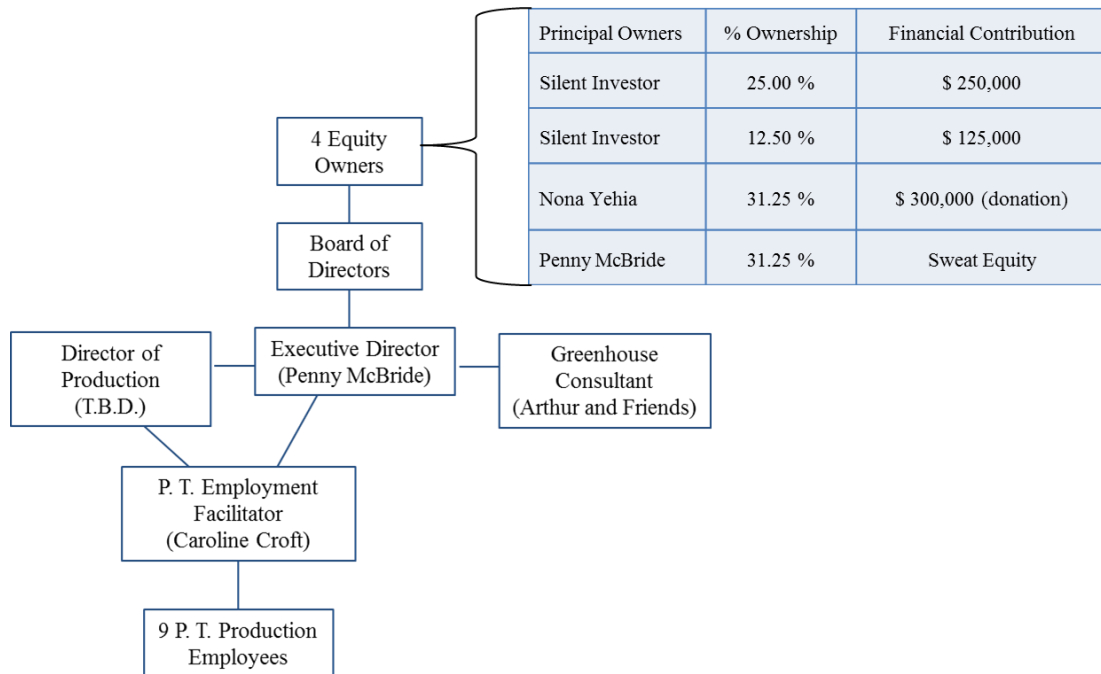 Principal Owners % Ownership Financial Contribution
Silent Investor 25.00 % $ 250,000
Silent Investor 12.50 % $ 125,000
Nona Yehia 31.25 % $ 300,000 (donation)
Penny McBride 31.25 % Sweat Equity
4 Equity
Owners
Board of
Directors
Director of
Production
(T.B.D.)
Executive Director
(Penny McBride)
Greenhouse
Consultant
(Arthur and Friends)
P. T. Employment
Facilitator
(Caroline Croft)
9 P. T. Production
Employees